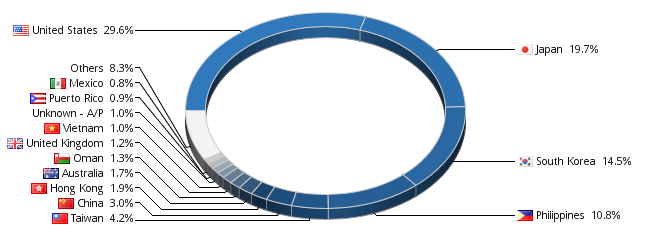 United States 29.6%
Japan 19.7%
South Korea 14.5%
Philippines 10.8%
Others 8.3%
Mexico 0.8%
Puerto Rico 0.9%
Unknown - A/P 1.0%
Vietnam 1.0%
United Kingdom 1.2%
Oman 1.3%
Australia 1.7%
Hong Kong 1.9%
China 3.0%
Taiwan 4.2%